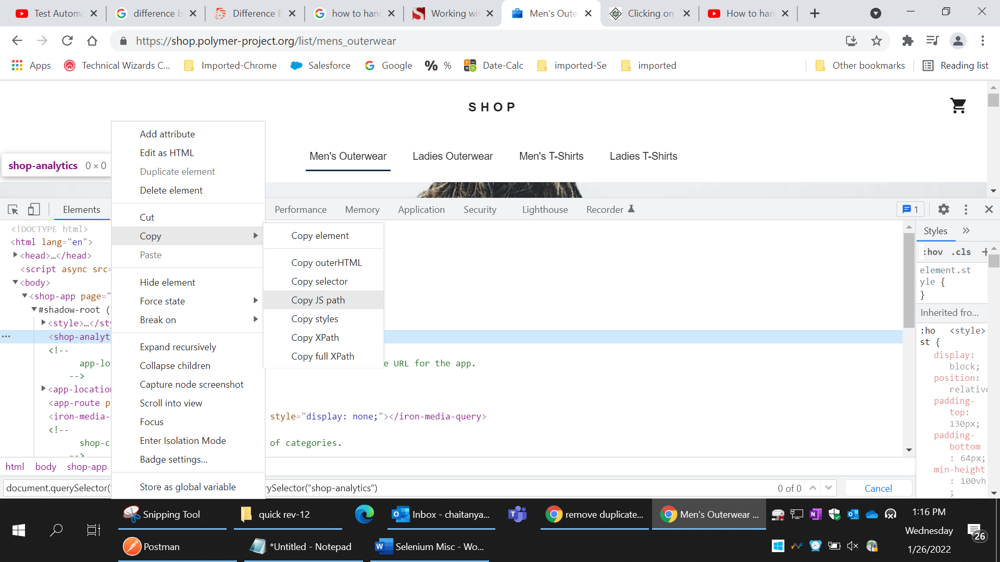 Test Automa
difference b
Difference B
how to hand
Working wi
Men's Oute
Clicking on
How to han
https://shop.polymer-project.org/list/mens_outerwear
Apps
Technical Wizards C...
Imported-Chrome
Salesforce
Google
%
Date-Calc
imported-Se
imported
Other bookmarks
Reading list
SHOP
Men's Outerwear
Ladies Outerwear
Men's T-Shirts
Ladies T-Shirts
shop-analytics 0 × 0
Add attribute
Edit as HTML
Duplicate element
Delete element
Cut
Copy
Paste
Hide element
Force state
Break on
Expand recursively
Collapse children
Capture node screenshot
Scroll into view
Focus
Enter Isolation Mode
Badge settings...
Store as global variable
Copy element
Copy outerHTML
Copy selector
Copy JS path
Copy styles
Copy XPath
Copy full XPath
Elements
Performance
Memory
Application
Security
Lighthouse
Recorder
1
<!DOCTYPE html>
<html lang="en">
<head>…</head>
<script async src=
<body>
<shop-app page="
#shadow-root (
<style>…</sty
<shop-analyt
<!--
app-lo
e URL for the app.
-->
<app-location
<app-route p
<iron-media-
style="display: none;"></iron-media-query>
<!--
shop-c
of categories.
-->
html
body
shop-app
document.querySelector("
rySelector("shop-analytics")
0 of 0
Cancel
Styles
:hov
.cls
element.st
yle {
}
Inherited fro...
:ho <style>
st {
display:
block;
position:
relative
padding-
top:
130px;
padding-
bottom
: 64px;
min-height
: 100vh
;
Snipping Tool
quick rev-12
Inbox - chaitanya...
remove duplicate...
Men's Outerwear ...
Postman
*Untitled - Notepad
Selenium Misc - Wo...
1:16 PM
Wednesday
1/26/2022
26